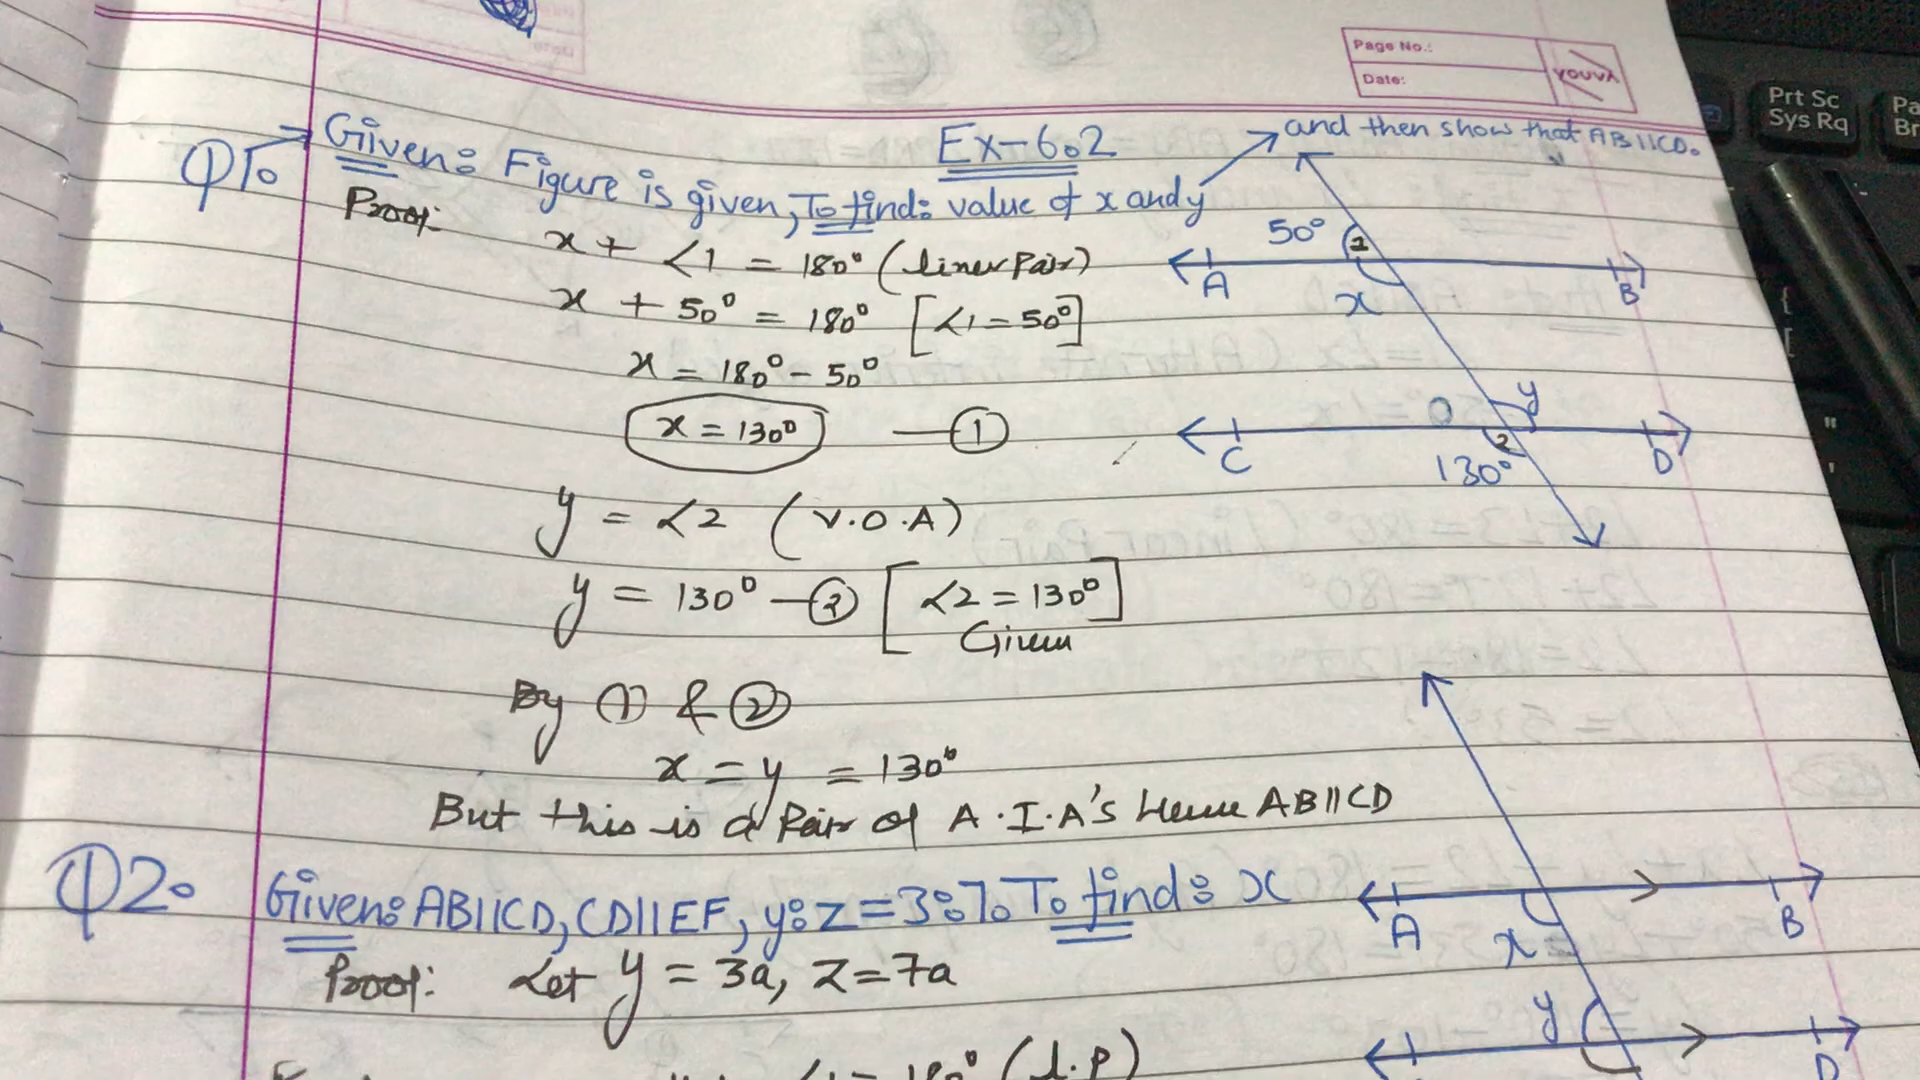 Page No.:
Date:
YOUVA
Prt Sc
Sys Rq
Ex-6.2
and then show that AB||CD.
Q1. → Given: Figure is given, To find: value of x and y
Proof:
x + ∠1 = 180° (liner Pair)
x + 50° = 180° [∠1 = 50°]
x = 180° - 50°
x = 130° — ①
y = ∠2 (V.O.A)
y = 130° — ② [∠2 = 130°]
Given
By ① & ②
x = y = 130°
But this is a Pair of A.I.A's Hence AB||CD
50°
1
A
B
x
O
y
C
2
D
130°
Q2. Given: AB||CD, CD||EF, y:z = 3:7. To find: x
Proof: Let y = 3a, z = 7a
∠1 = 180° (l.p)
A
B
x
y
D